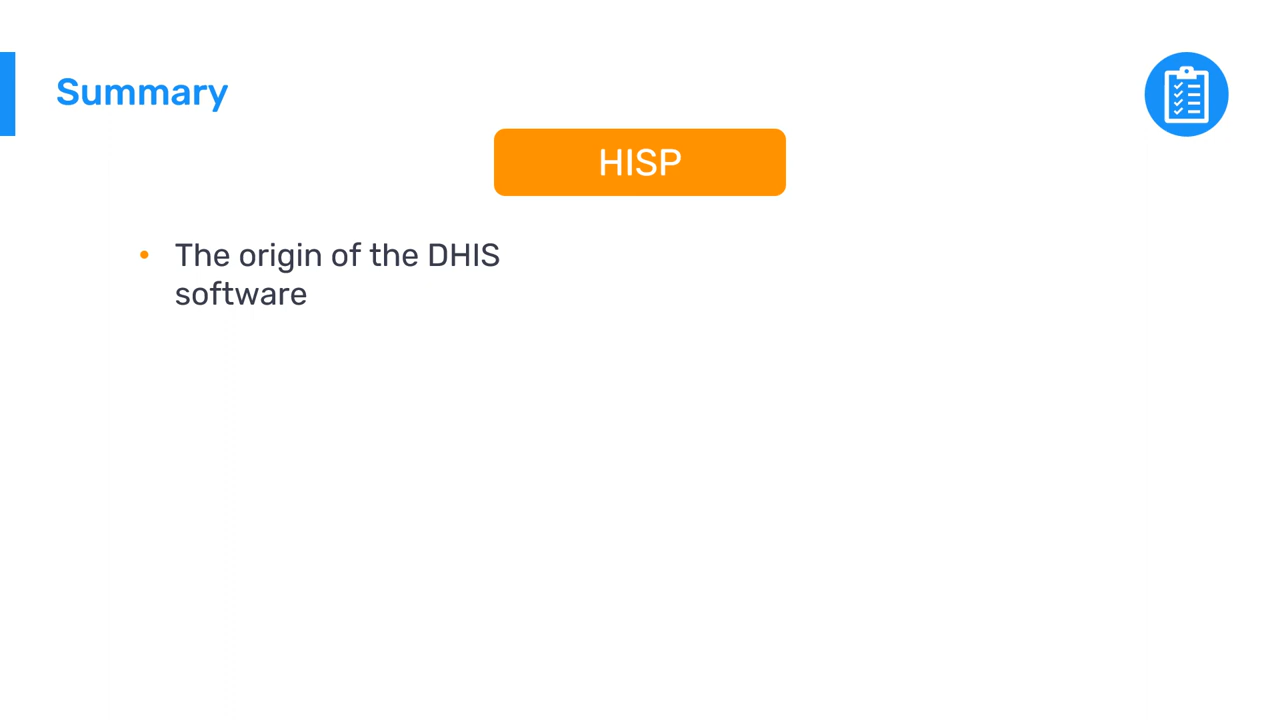 Summary
HISP
• The origin of the DHIS
software